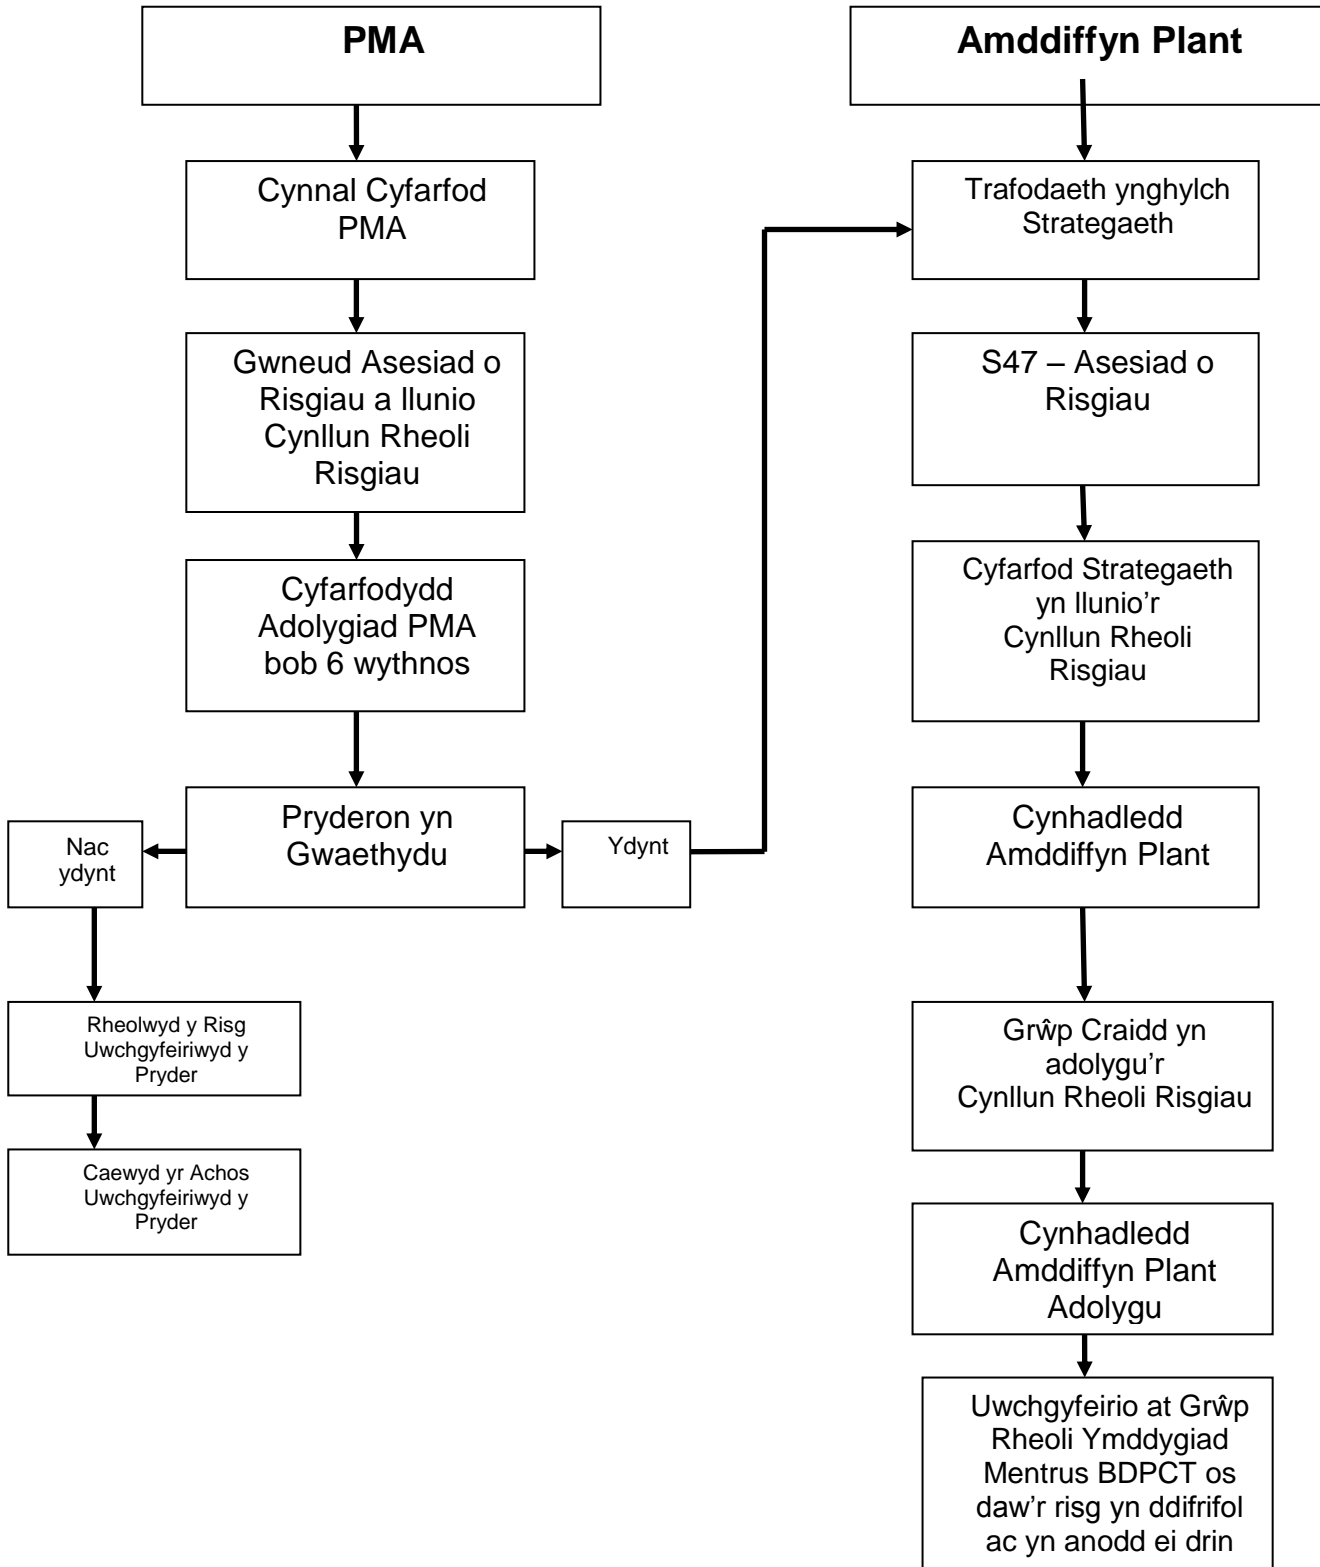 PMA
Cynnal Cyfarfod
PMA
Gwneud Asesiad o
Risgiau a llunio
Cynllun Rheoli
Risgiau
Cyfarfodydd
Adolygiad PMA
bob 6 wythnos
Pryderon yn
Gwaethydu
Nac
ydynt
Ydynt
Rheolwyd y Risg
Uwchgyfeiriwyd y
Pryder
Caewyd yr Achos
Uwchgyfeiriwyd y
Pryder
Amddiffyn Plant
Trafodaeth ynghylch
Strategaeth
S47 – Asesiad o
Risgiau
Cyfarfod Strategaeth
yn llunio’r
Cynllun Rheoli
Risgiau
Cynhadledd
Amddiffyn Plant
Grŵp Craidd yn
adolygu’r
Cynllun Rheoli Risgiau
Cynhadledd
Amddiffyn Plant
Adolygu
Uwchgyfeirio at Grŵp
Rheoli Ymddygiad
Mentrus BDPCT os
daw’r risg yn ddifrifol
ac yn anodd ei drin